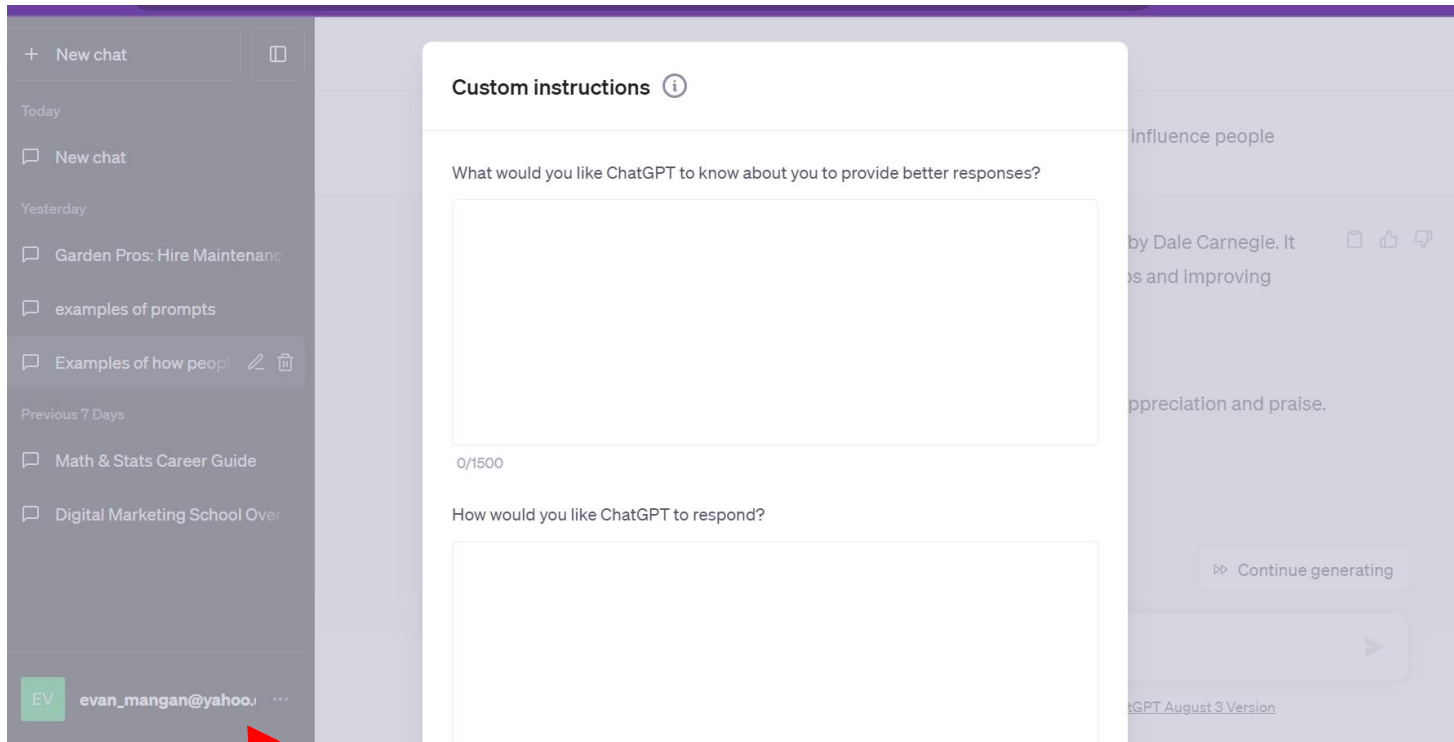 + New chat
Today
New chat
Yesterday
Garden Pros: Hire Maintenanc
examples of prompts
Examples of how peopl
Previous 7 Days
Math & Stats Career Guide
Digital Marketing School Over
EV
evan_mangan@yahoo.
Custom instructions
What would you like ChatGPT to know about you to provide better responses?
0/1500
How would you like ChatGPT to respond?
influence people
by Dale Carnegie. It
os and improving
ppreciation and praise.
Continue generating
tGPT August 3 Version